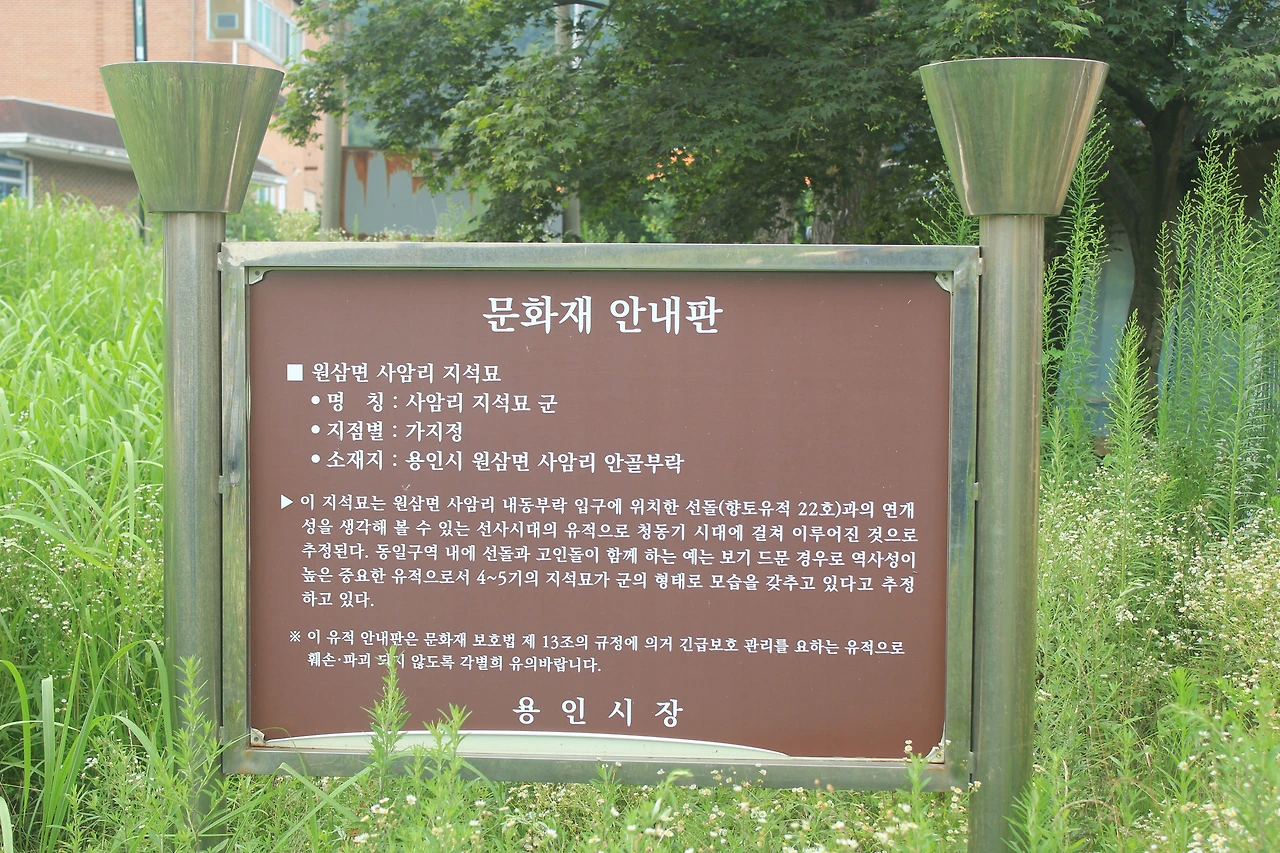 문화재 안내판
■ 원삼면 사암리 지석묘
• 명 칭 : 사암리 지석묘 군
• 지점별 : 가지정
• 소재지 : 용인시 원삼면 사암리 안골부락
▶ 이 지석묘는 원삼면 사암리 내동부락 입구에 위치한 선돌(향토유적 22호)과의 연개
성을 생각해 볼 수 있는 선사시대의 유적으로 청동기 시대에 걸쳐 이루어진 것으로
추정된다. 동일구역 내에 선돌과 고인돌이 함께 하는 예는 보기 드문 경우로 역사성이
높은 중요한 유적으로서 4~5기의 지석묘가 군의 형태로 모습을 갖추고 있다고 추정
하고 있다.
※ 이 유적 안내판은 문화재 보호법 제 13조의 규정에 의거 긴급보호 관리를 요하는 유적으로
훼손·파괴 되지 않도록 각별희 유의바랍니다.
용 인 시 장